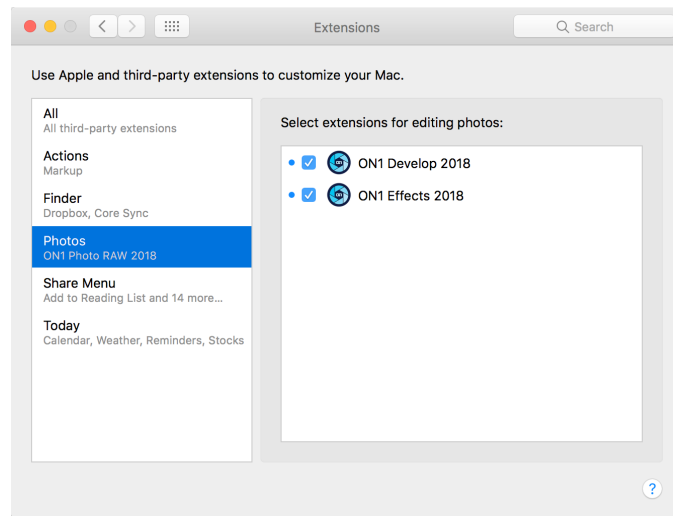 Extensions
Search
Use Apple and third-party extensions to customize your Mac.
All
All third-party extensions
Actions
Markup
Finder
Dropbox, Core Sync
Photos
ON1 Photo RAW 2018
Share Menu
Add to Reading List and 14 more...
Today
Calendar, Weather, Reminders, Stocks
Select extensions for editing photos:
on ON1 Develop 2018
on ON1 Effects 2018
?